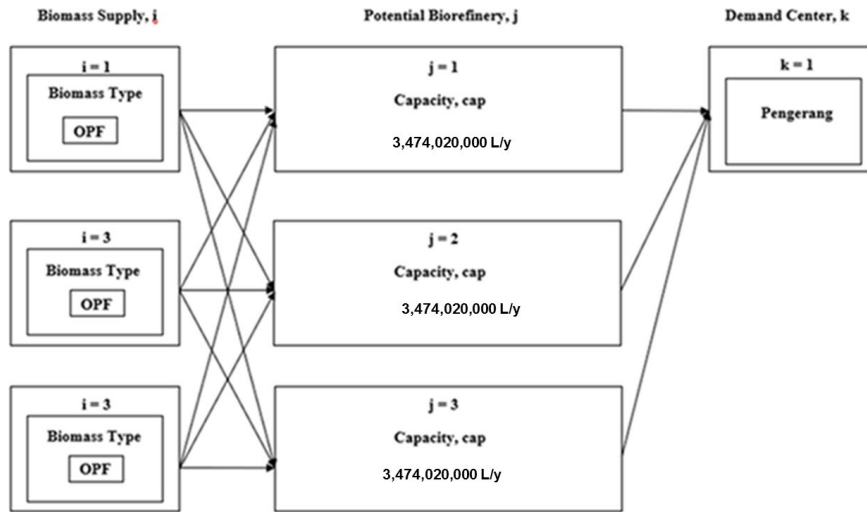 Biomass Supply, i
Potential Biorefinery, j
Demand Center, k
i = 1
Biomass Type
OPF
j = 1
Capacity, cap
3,474,020,000 L/y
k = 1
Pengerang
i = 3
Biomass Type
OPF
j = 2
Capacity, cap
3,474,020,000 L/y
i = 3
Biomass Type
OPF
j = 3
Capacity, cap
3,474,020,000 L/y